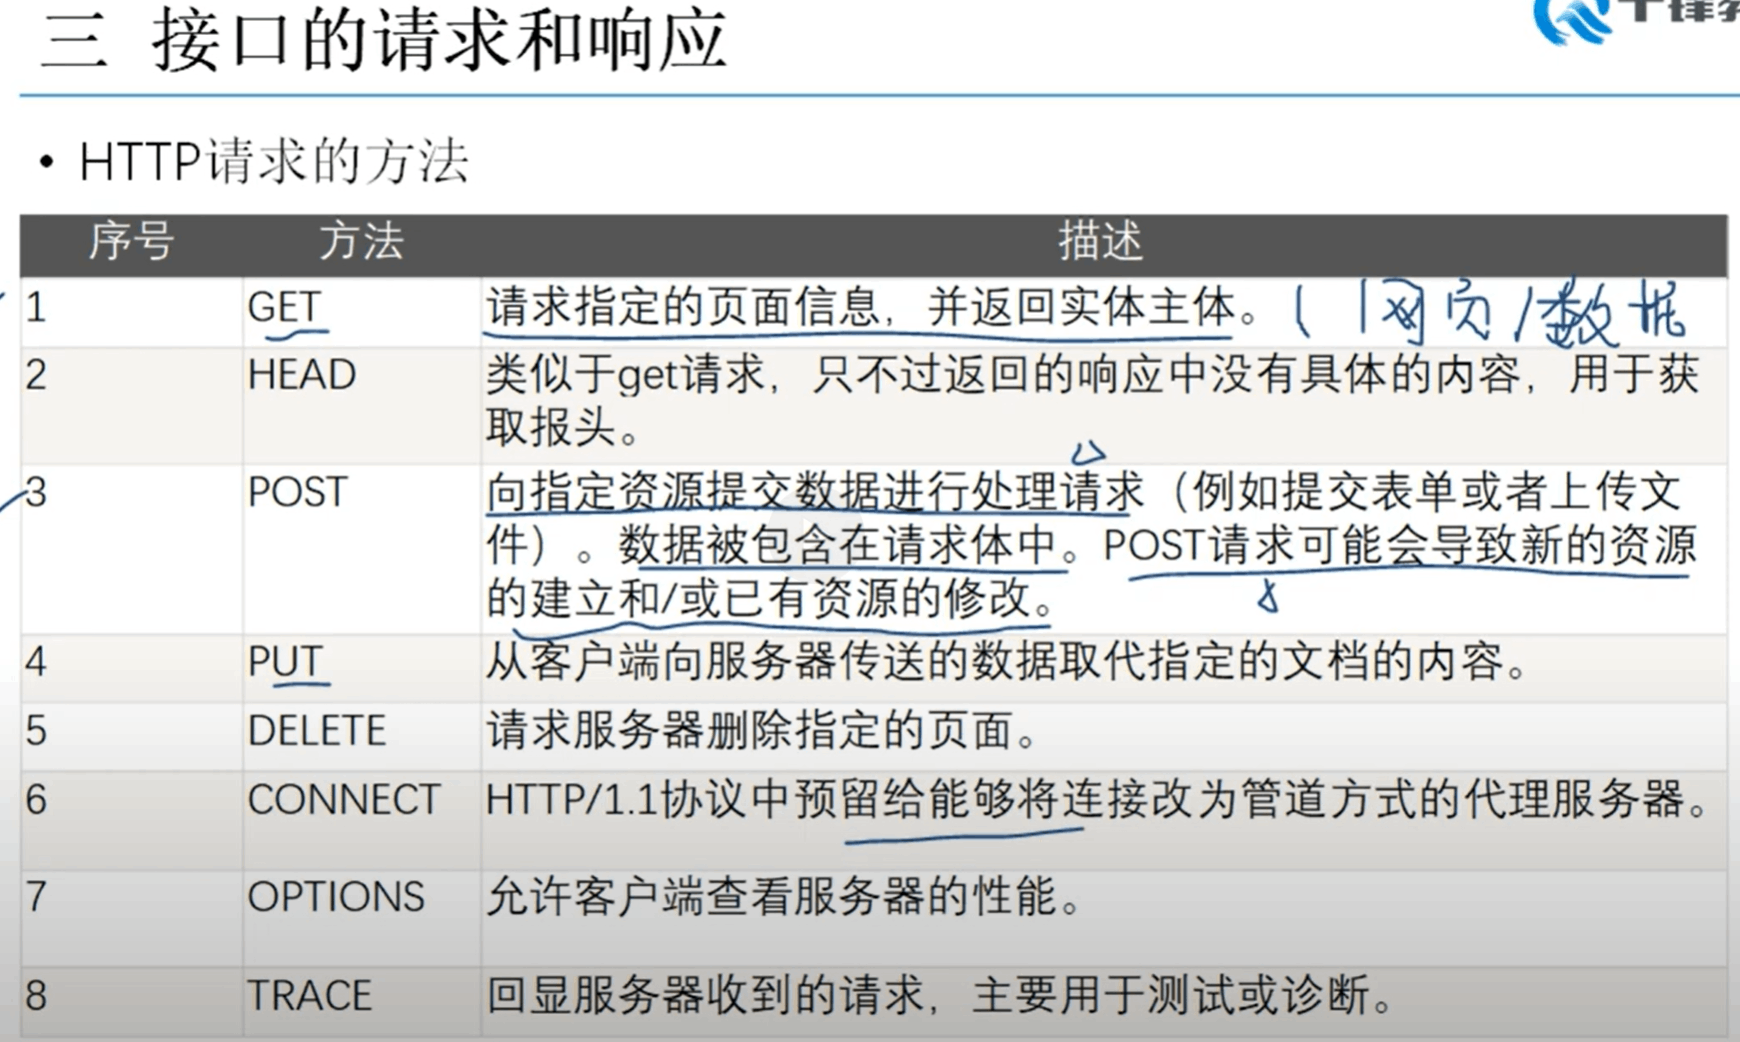 三 接口的请求和响应
• HTTP请求的方法
序号 方法 描述
1 GET 请求指定的页面信息，并返回实体主体。 网页/数据
2 HEAD 类似于get请求，只不过返回的响应中没有具体的内容，用于获
取报头。
3 POST 向指定资源提交数据进行处理请求（例如提交表单或者上传文
件）。数据被包含在请求体中。POST请求可能会导致新的资源
的建立和/或已有资源的修改。
4 PUT 从客户端向服务器传送的数据取代指定的文档的内容。
5 DELETE 请求服务器删除指定的页面。
6 CONNECT HTTP/1.1协议中预留给能够将连接改为管道方式的代理服务器。
7 OPTIONS 允许客户端查看服务器的性能。
8 TRACE 回显服务器收到的请求，主要用于测试或诊断。